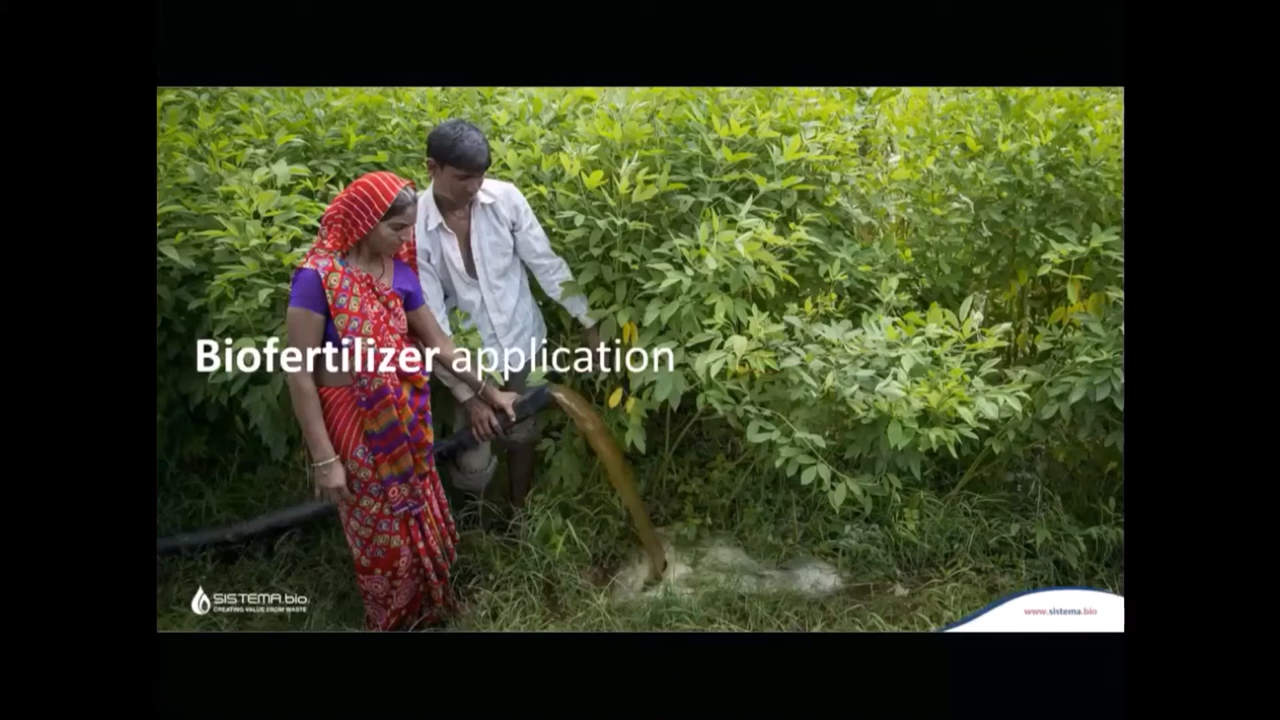 Biofertilizer application
SISTEMA.bio
CREATING VALUE FROM WASTE
www.sistema.bio